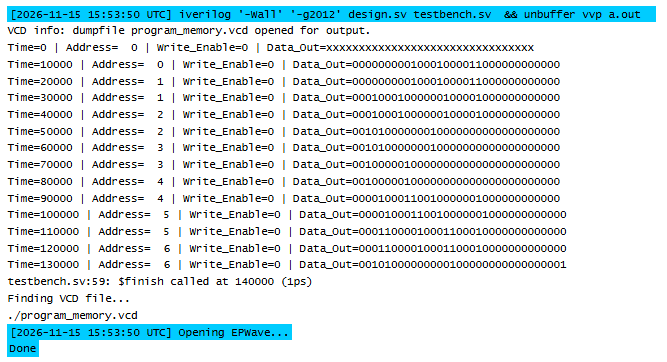 [2026-11-15 15:53:50 UTC] iverilog '-Wall' '-g2012' design.sv testbench.sv  && unbuffer vvp a.out
VCD info: dumpfile program_memory.vcd opened for output.
Time=0 | Address=  0 | Write_Enable=0 | Data_Out=xxxxxxxxxxxxxxxxxxxxxxxxxxxxxxxx
Time=10000 | Address=  0 | Write_Enable=0 | Data_Out=00000000010001000011000000000000
Time=20000 | Address=  1 | Write_Enable=0 | Data_Out=00000000010001000011000000000000
Time=30000 | Address=  1 | Write_Enable=0 | Data_Out=00010001000000100001000000000000
Time=40000 | Address=  2 | Write_Enable=0 | Data_Out=00010001000000100001000000000000
Time=50000 | Address=  2 | Write_Enable=0 | Data_Out=00101000000001000000000000000000
Time=60000 | Address=  3 | Write_Enable=0 | Data_Out=00101000000001000000000000000000
Time=70000 | Address=  3 | Write_Enable=0 | Data_Out=00100000100000000000000000000000
Time=80000 | Address=  4 | Write_Enable=0 | Data_Out=00100000100000000000000000000000
Time=90000 | Address=  4 | Write_Enable=0 | Data_Out=00001000110010000001000000000000
Time=100000 | Address=  5 | Write_Enable=0 | Data_Out=00001000110010000001000000000000
Time=110000 | Address=  5 | Write_Enable=0 | Data_Out=00011000010001100010000000000000
Time=120000 | Address=  6 | Write_Enable=0 | Data_Out=00011000010001100010000000000000
Time=130000 | Address=  6 | Write_Enable=0 | Data_Out=00101000000000100000000000000001
testbench.sv:59: $finish called at 140000 (1ps)
Finding VCD file...
./program_memory.vcd
[2026-11-15 15:53:50 UTC] Opening EPWave...
Done